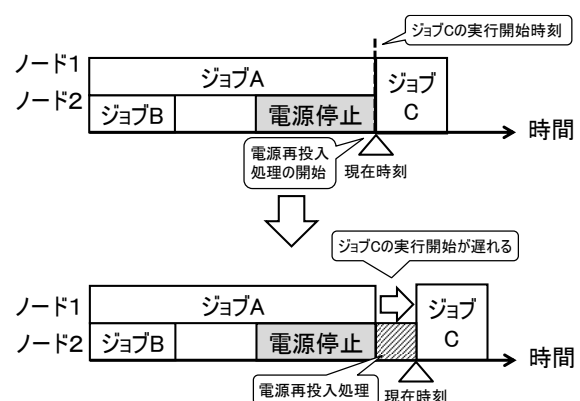 ジョブCの実行開始時刻
ノード1
ジョブA
ジョブ
C
ノード2
ジョブB
電源停止
時間
電源再投入
処理の開始
現在時刻
ジョブCの実行開始が遅れる
ノード1
ジョブA
ジョブ
C
ノード2
ジョブB
電源停止
時間
電源再投入処理
現在時刻